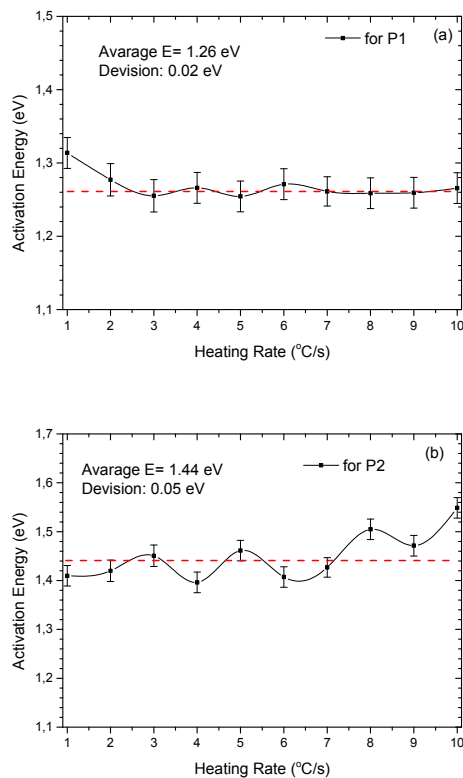 1,5
Avarage E= 1.26 eV
Devision: 0.02 eV
for P1
(a)
1,4
1,3
1,2
1,1
Activation Energy (eV)
1 2 3 4 5 6 7 8 9 10
Heating Rate (°C/s)
1,7
Avarage E= 1.44 eV
Devision: 0.05 eV
for P2
(b)
1,6
1,5
1,4
1,3
1,2
1,1
Activation Energy (eV)
1 2 3 4 5 6 7 8 9 10
Heating Rate (°C/s)